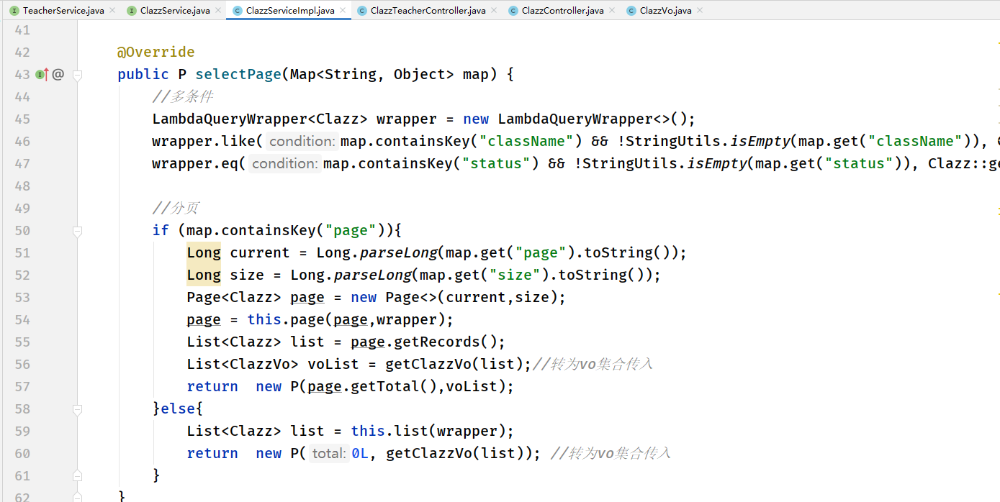 TeacherService.java × ClazzService.java × ClazzServiceImpl.java × ClazzTeacherController.java × ClazzController.java × ClazzVo.java ×
41
42 @Override
43 public P selectPage(Map<String, Object> map) {
44 //多条件
45 LambdaQueryWrapper<Clazz> wrapper = new LambdaQueryWrapper<>();
46 wrapper.like( condition: map.containsKey("className") && !StringUtils.isEmpty(map.get("className")),
47 wrapper.eq( condition: map.containsKey("status") && !StringUtils.isEmpty(map.get("status")), Clazz::ge
48
49 //分页
50 if (map.containsKey("page")){
51 Long current = Long.parseLong(map.get("page").toString());
52 Long size = Long.parseLong(map.get("size").toString());
53 Page<Clazz> page = new Page<>(current,size);
54 page = this.page(page,wrapper);
55 List<Clazz> list = page.getRecords();
56 List<ClazzVo> voList = getClazzVo(list);//转为vo集合传入
57 return new P(page.getTotal(),voList);
58 }else{
59 List<Clazz> list = this.list(wrapper);
60 return new P( total: 0L, getClazzVo(list)); //转为vo集合传入
61 }
62 }